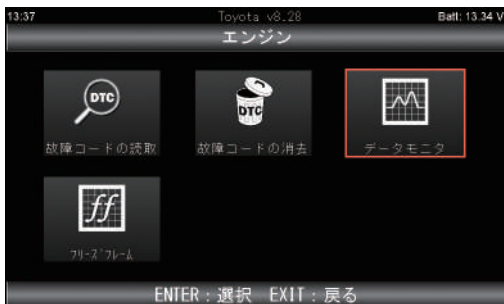 13:37 Toyota v8.28 Batt: 13.34 V
エンジン
DTC DTC
故障コードの読取 故障コードの消去 データモニタ
ff
フリーズフレーム
ENTER：選択 EXIT：戻る